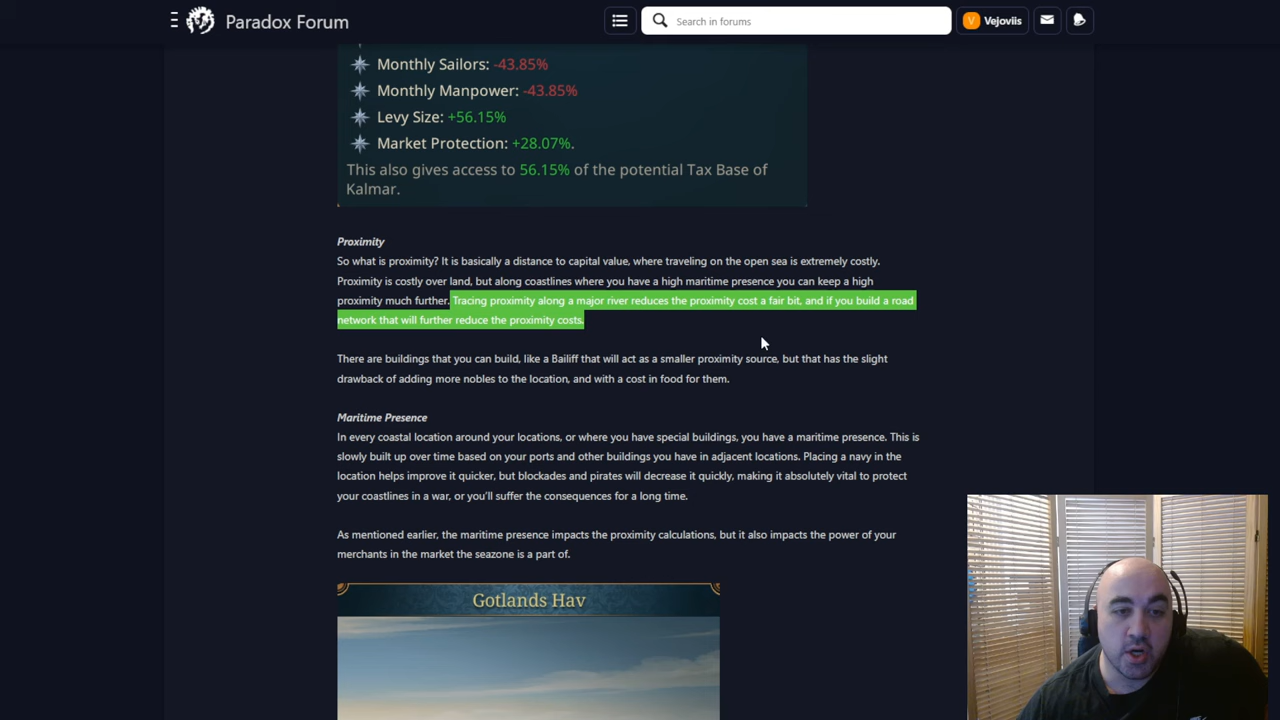 Paradox Forum
Search in forums
V Vejoviis
Monthly Sailors: -43.85%
Monthly Manpower: -43.85%
Levy Size: +56.15%
Market Protection: +28.07%.
This also gives access to 56.15% of the potential Tax Base of
Kalmar.
Proximity
So what is proximity? It is basically a distance to capital value, where traveling on the open sea is extremely costly.
Proximity is costly over land, but along coastlines where you have a high maritime presence you can keep a high
proximity much further. Tracing proximity along a major river reduces the proximity cost a fair bit, and if you build a road
network that will further reduce the proximity costs.
There are buildings that you can build, like a Bailiff that will act as a smaller proximity source, but that has the slight
drawback of adding more nobles to the location, and with a cost in food for them.
Maritime Presence
In every coastal location around your locations, or where you have special buildings, you have a maritime presence. This is
slowly built up over time based on your ports and other buildings you have in adjacent locations. Placing a navy in the
location helps improve it quicker, but blockades and pirates will decrease it quickly, making it absolutely vital to protect
your coastlines in a war, or you'll suffer the consequences for a long time.
As mentioned earlier, the maritime presence impacts the proximity calculations, but it also impacts the power of your
merchants in the market the seazone is a part of.
Gotlands Hav